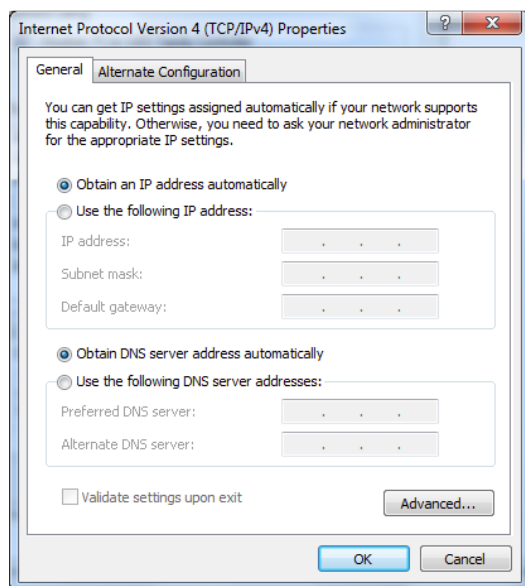 Internet Protocol Version 4 (TCP/IPv4) Properties
General
Alternate Configuration
You can get IP settings assigned automatically if your network supports
this capability. Otherwise, you need to ask your network administrator
for the appropriate IP settings.
Obtain an IP address automatically
Use the following IP address:
IP address:
Subnet mask:
Default gateway:
Obtain DNS server address automatically
Use the following DNS server addresses:
Preferred DNS server:
Alternate DNS server:
Validate settings upon exit
Advanced...
OK
Cancel